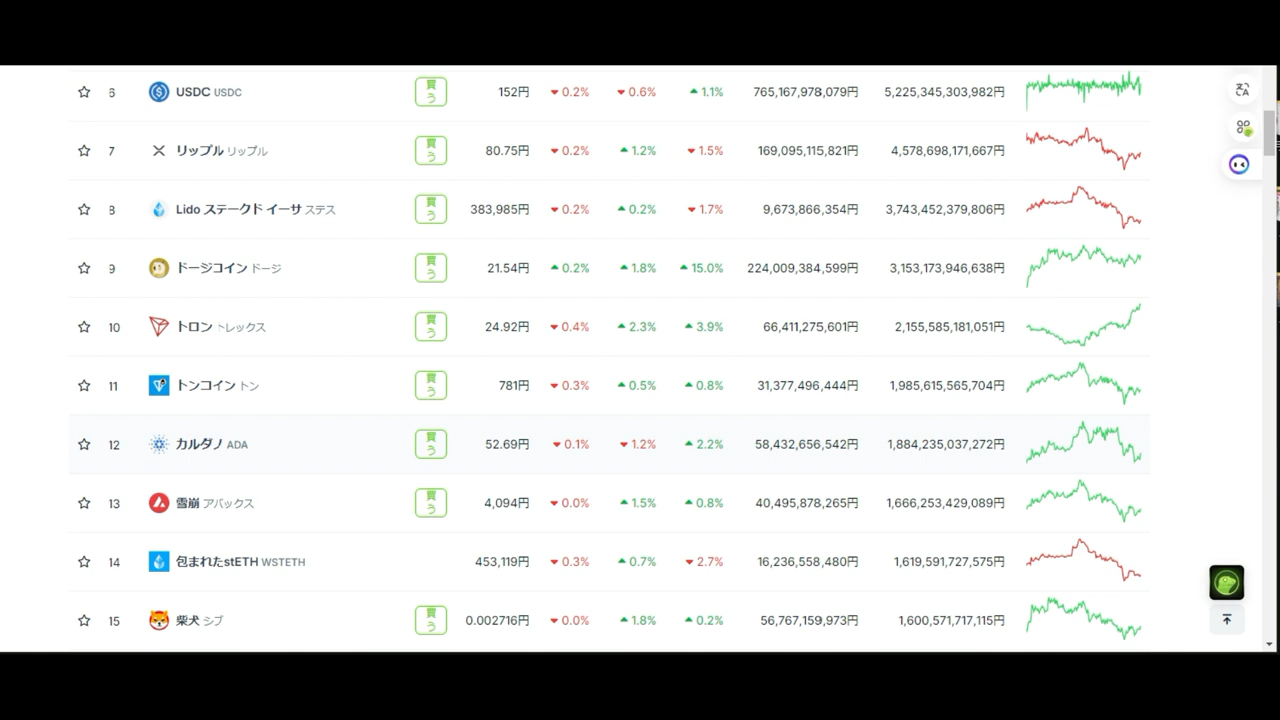 6 USDC USDC 買う 152円 0.2% 0.6% 1.1% 765,167,978,079円 5,225,345,303,982円
7 リップル リップル 買う 80.75円 0.2% 1.2% 1.5% 169,095,115,821円 4,578,698,171,667円
8 Lido ステークド イーサ ステス 買う 383,985円 0.2% 0.2% 1.7% 9,673,866,354円 3,743,452,379,806円
9 ドージコイン ドージ 買う 21.54円 0.2% 1.8% 15.0% 224,009,384,599円 3,153,173,946,638円
10 トロン トレックス 買う 24.92円 0.4% 2.3% 3.9% 66,411,275,601円 2,155,585,181,051円
11 トンコイン トン 買う 781円 0.3% 0.5% 0.8% 31,377,496,444円 1,985,615,565,704円
12 カルダノ ADA 買う 52.69円 0.1% 1.2% 2.2% 58,432,656,542円 1,884,235,037,272円
13 雪崩 アバックス 買う 4,094円 0.0% 1.5% 0.8% 40,495,878,265円 1,666,253,429,089円
14 包まれたstETH WSTETH 453,119円 0.3% 0.7% 2.7% 16,236,558,480円 1,619,591,727,575円
15 柴犬 シブ 買う 0.002716円 0.0% 1.8% 0.2% 56,767,159,973円 1,600,571,717,115円